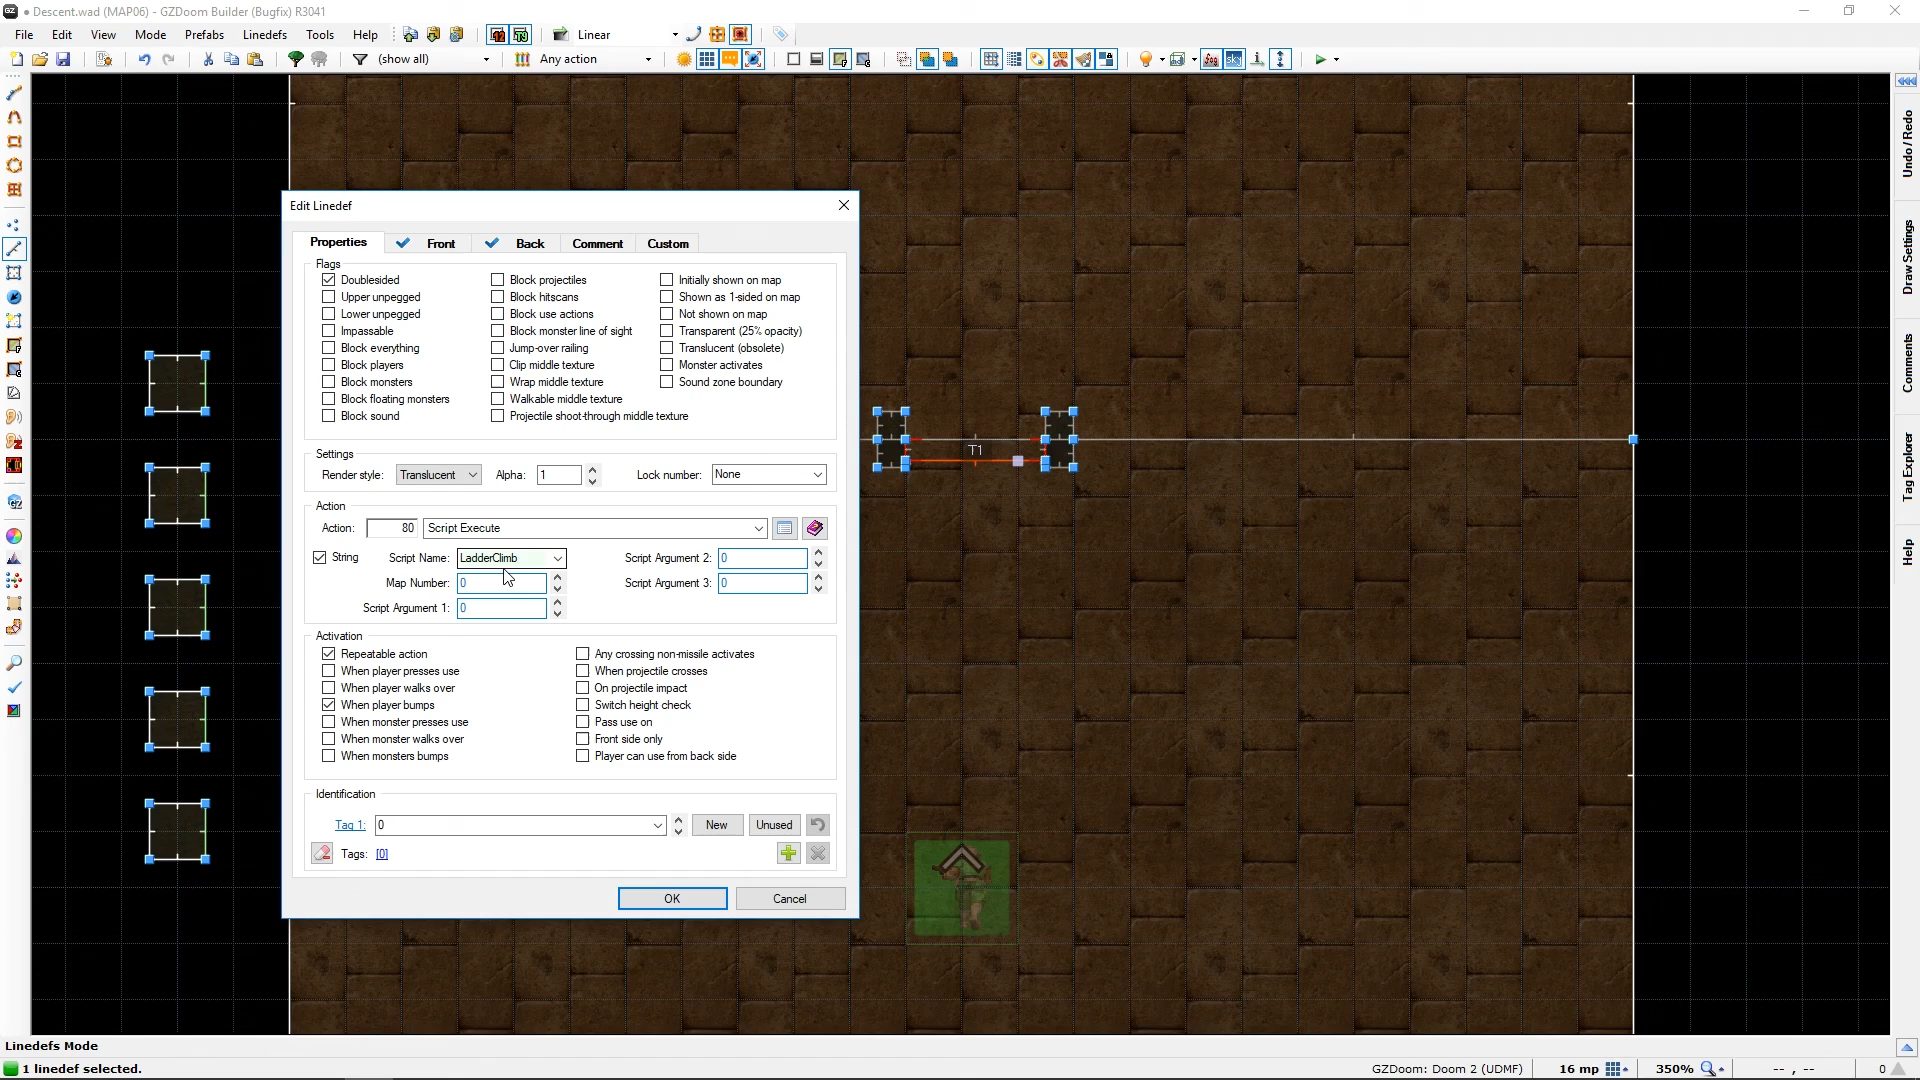 • Descent.wad (MAP06) - GZDoom Builder (Bugfix) R3041
File Edit View Mode Prefabs Linedefs Tools Help Linear
(show all) Any action
Undo / Redo
Draw Settings
Comments
Tag Explorer
Help
Edit Linedef
Properties Front Back Comment Custom
Flags
Doublesided Block projectiles Initially shown on map
Upper unpegged Block hitscans Shown as 1-sided on map
Lower unpegged Block use actions Not shown on map
Impassable Block monster line of sight Transparent (25% opacity)
Block everything Jump-over railing Translucent (obsolete)
Block players Clip middle texture Monster activates
Block monsters Wrap middle texture Sound zone boundary
Block floating monsters Walkable middle texture
Block sound Projectile shoot-through middle texture
T1
Settings
Render style: Translucent Alpha: 1 Lock number: None
Action
Action: 80 Script Execute
String Script Name: LadderClimb Script Argument 2: 0
Map Number: 0 Script Argument 3: 0
Script Argument 1: 0
Activation
Repeatable action Any crossing non-missile activates
When player presses use When projectile crosses
When player walks over On projectile impact
When player bumps Switch height check
When monster presses use Pass use on
When monster walks over Front side only
When monsters bumps Player can use from back side
Identification
Tag 1: 0 New Unused
Tags: [0]
OK Cancel
Linedefs Mode
1 linedef selected. GZDoom: Doom 2 (UDMF) 16 mp 350% -- , -- 0